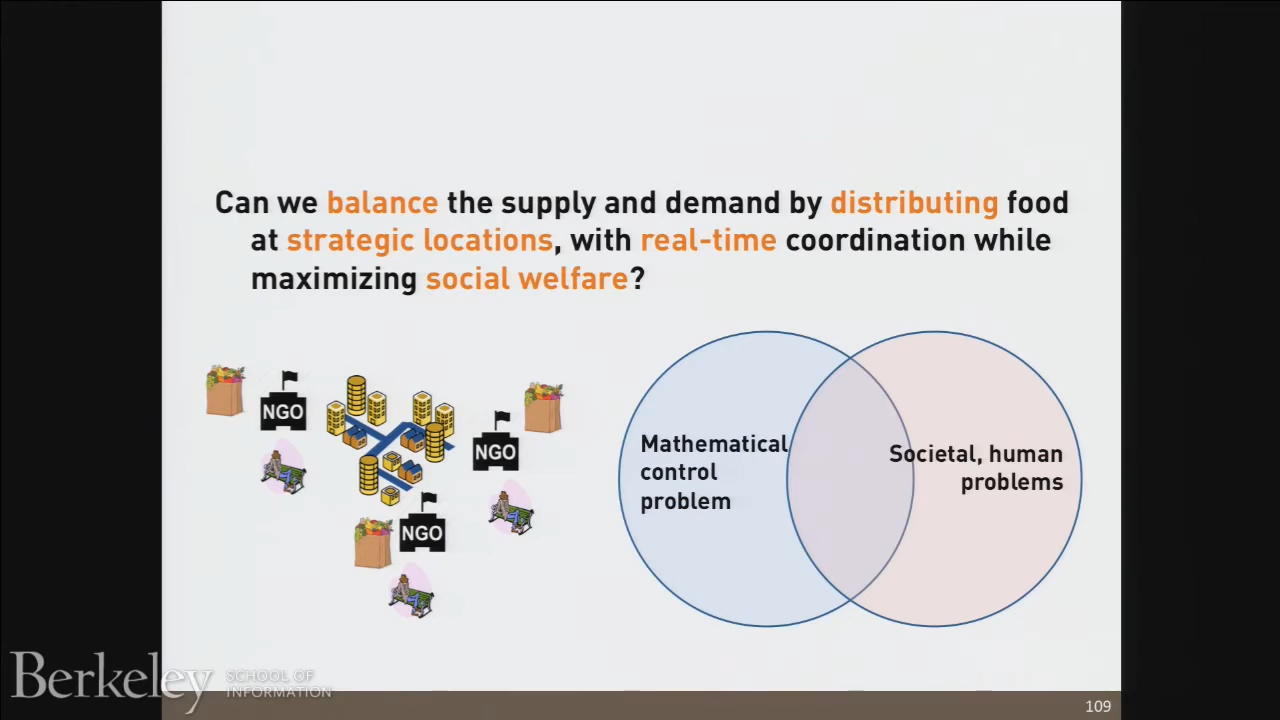 Can we balance the supply and demand by distributing food
at strategic locations, with real-time coordination while
maximizing social welfare?
NGO
NGO
NGO
Mathematical
control
problem
Societal, human
problems
Berkeley
SCHOOL OF
INFORMATION
109